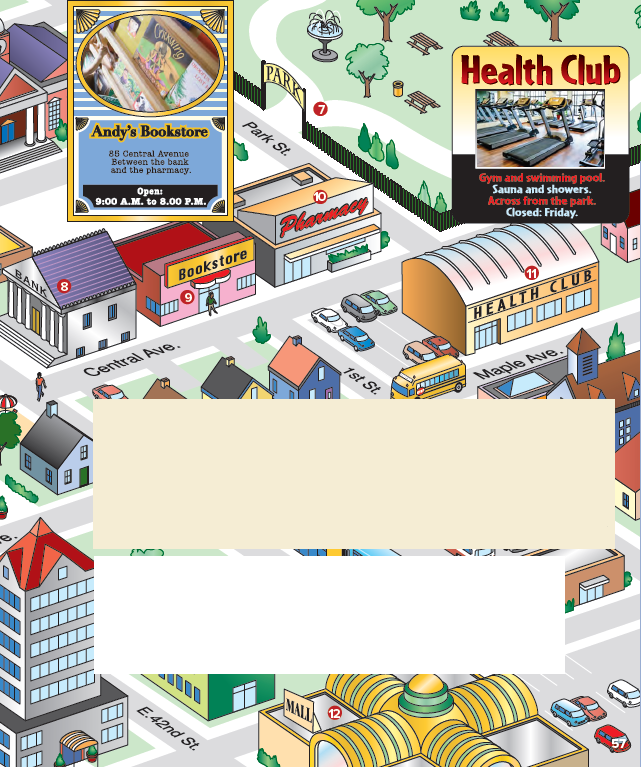 Andy's Bookstore
85 Central Avenue
Between the bank
and the pharmacy.
Open:
9:00 A.M. to 8.00 P.M.
PARK
7
Park St.
Health Club
Gym and swimming pool.
Sauna and showers.
Across from the park.
Closed: Friday.
10
Pharmacy
BANK
8
Bookstore
9
11
HEALTH CLUB
Central Ave.
1st St.
Maple Ave.
E. 42nd St.
MALL
12
57